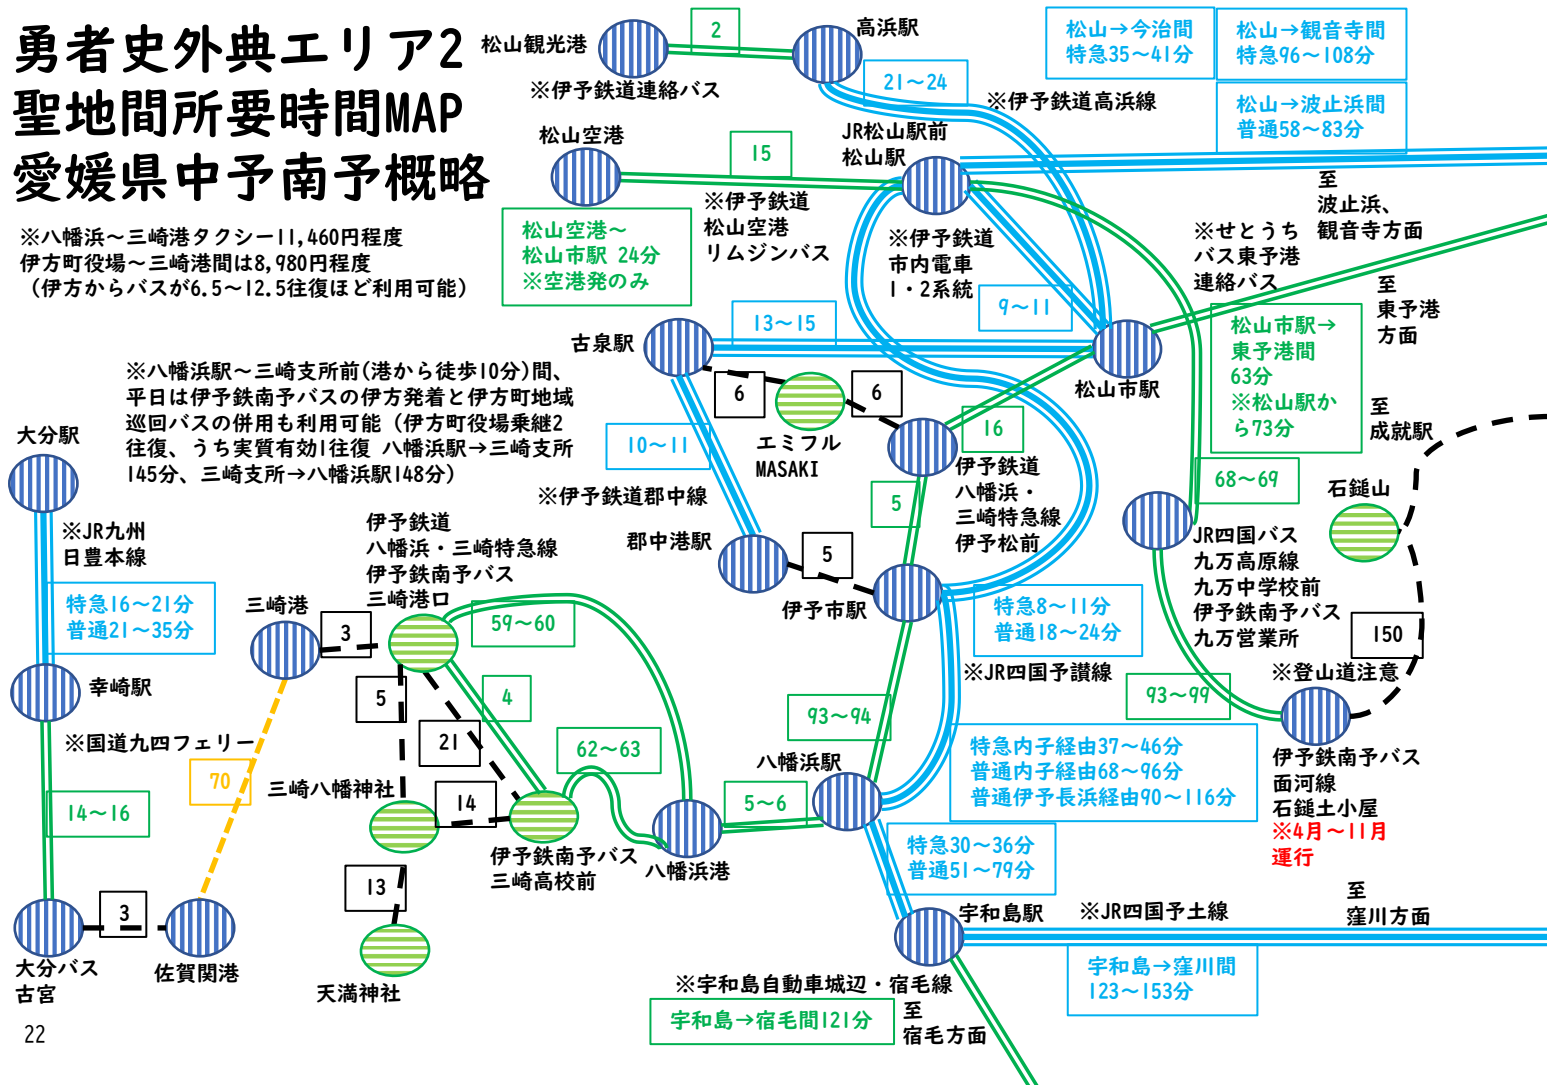 勇者史外典エリア2
聖地間所要時間MAP
愛媛県中予南予概略
※八幡浜～三崎港タクシー11,460円程度
伊方町役場～三崎港間は8,980円程度
（伊方からバスが6.5～12.5往復ほど利用可能）
松山観光港
2
高浜駅
※伊予鉄道連絡バス
21～24
※伊予鉄道高浜線
松山→今治間
特急35～41分
松山→観音寺間
特急96～108分
松山→波止浜間
普通58～83分
松山空港
15
JR松山駅前
松山駅
※伊予鉄道
松山空港
リムジンバス
松山空港～
松山市駅 24分
※空港発のみ
※伊予鉄道
市内電車
1・2系統
9～11
至
波止浜、
観音寺方面
※せとうち
バス東予港
連絡バス
至
東予港
方面
松山市駅→
東予港間
63分
※松山駅か
ら73分
古泉駅
13～15
松山市駅
6
6
エミフル
MASAKI
16
10～11
※伊予鉄道郡中線
伊予鉄道
八幡浜・
三崎特急線
伊予松前
5
郡中港駅
5
伊予市駅
特急8～11分
普通18～24分
※JR四国予讃線
至
成就駅
68～69
石鎚山
JR四国バス
久万高原線
久万中学校前
伊予鉄南予バス
久万営業所
150
※登山道注意
93～99
伊予鉄南予バス
面河線
石鎚土小屋
※4月～11月
運行
※八幡浜駅～三崎支所前(港から徒歩10分)間、
平日は伊予鉄南予バスの伊方発着と伊方町地域
巡回バスの併用も利用可能（伊方町役場乗継2
往復、うち実質有効1往復 八幡浜駅→三崎支所
145分、三崎支所→八幡浜駅148分）
大分駅
※JR九州
日豊本線
特急16～21分
普通21～35分
幸崎駅
※国道九四フェリー
70
14～16
大分バス
古宮
3
佐賀関港
三崎港
3
伊予鉄道
八幡浜・三崎特急線
伊予鉄南予バス
三崎港口
59～60
5
4
21
62～63
三崎八幡神社
14
伊予鉄南予バス
三崎高校前
13
天満神社
八幡浜港
5～6
八幡浜駅
93～94
特急内子経由37～46分
普通内子経由68～96分
普通伊予長浜経由90～116分
特急30～36分
普通51～79分
宇和島駅
※JR四国予土線
至
窪川方面
宇和島→窪川間
123～153分
※宇和島自動車城辺・宿毛線
宇和島→宿毛間121分
至
宿毛方面
22